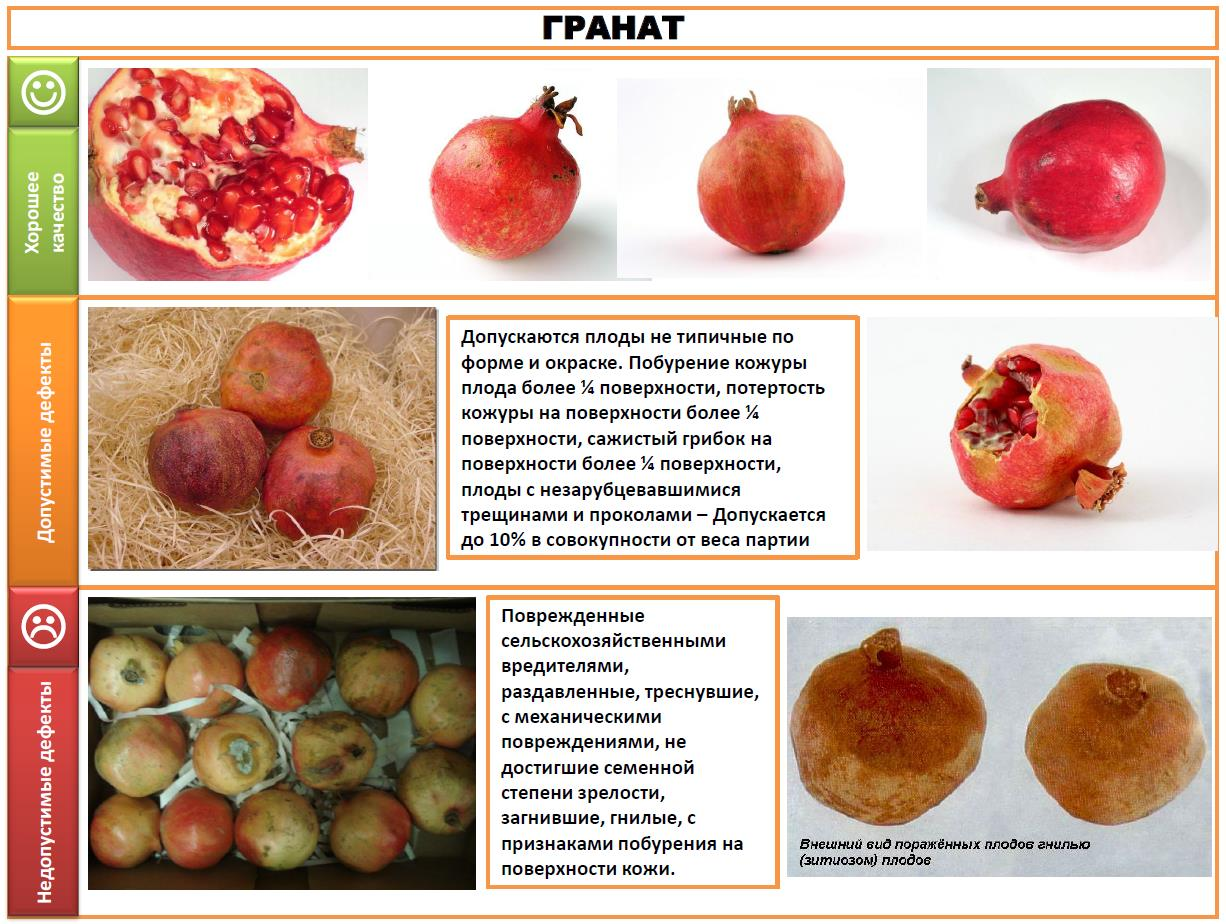 ГРАНАТ
Хорошее
качество
Допустимые дефекты
Допускаются плоды не типичные по
форме и окраске. Побурение кожуры
плода более ¼ поверхности, потертость
кожуры на поверхности более ¼
поверхности, сажистый грибок на
поверхности более ¼ поверхности,
плоды с незарубцевавшимися
трещинами и проколами – Допускается
до 10% в совокупности от веса партии
Недопустимые дефекты
Поврежденные
сельскохозяйственными
вредителями,
раздавленные, треснувшие,
с механическими
повреждениями, не
достигшие семенной
степени зрелости,
загнившие, гнилые, с
признаками побурения на
поверхности кожи.
Внешний вид поражённых плодов гнилью
(зитиозом) плодов